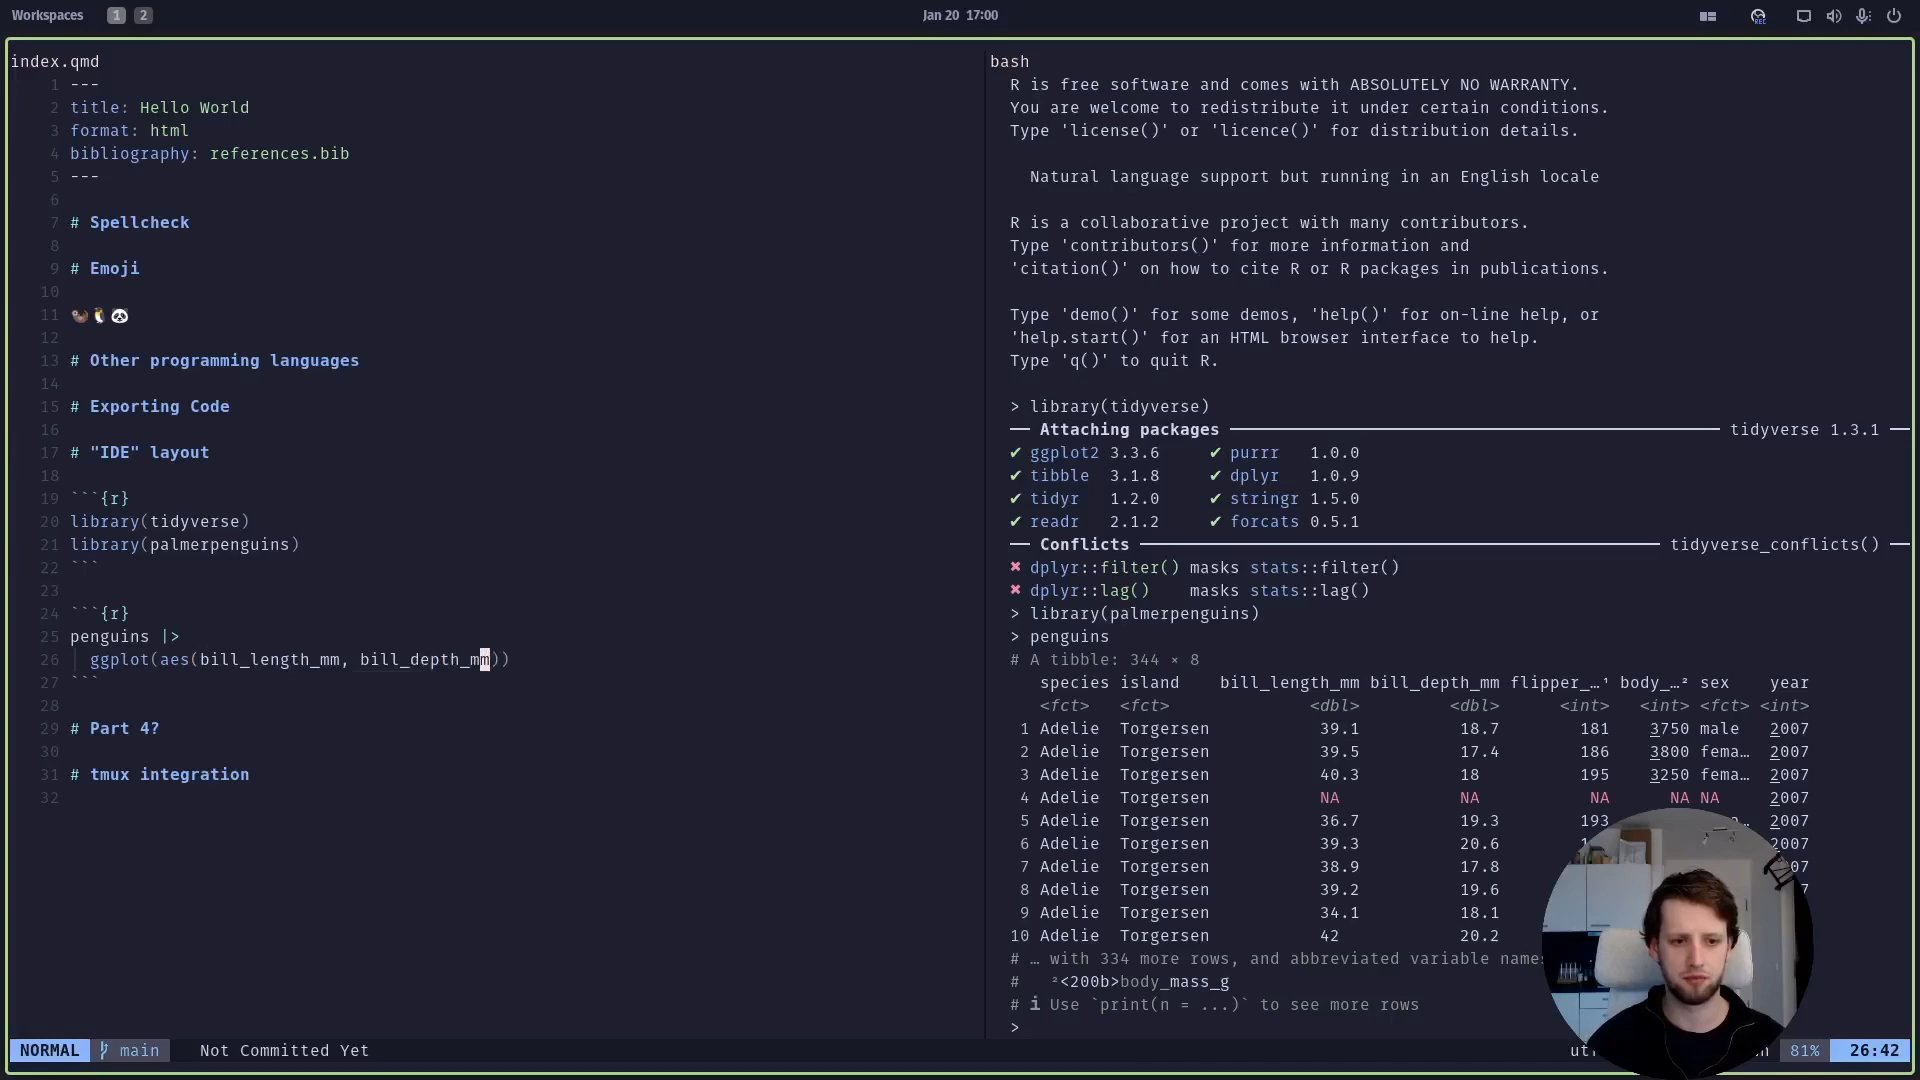 Workspaces 1 2 Jan 20 17:00
index.qmd
1 ---
2 title: Hello World
3 format: html
4 bibliography: references.bib
5 ---
6
7 # Spellcheck
8
9 # Emoji
10
11 🦦🐧🐼
12
13 # Other programming languages
14
15 # Exporting Code
16
17 # "IDE" layout
18
19 ```{r}
20 library(tidyverse)
21 library(palmerpenguins)
22 ```
23
24 ```{r}
25 penguins |>
26   ggplot(aes(bill_length_mm, bill_depth_mm))
27 ```
28
29 # Part 4?
30
31 # tmux integration
32
bash
R is free software and comes with ABSOLUTELY NO WARRANTY.
You are welcome to redistribute it under certain conditions.
Type 'license()' or 'licence()' for distribution details.
Natural language support but running in an English locale
R is a collaborative project with many contributors.
Type 'contributors()' for more information and
'citation()' on how to cite R or R packages in publications.
Type 'demo()' for some demos, 'help()' for on-line help, or
'help.start()' for an HTML browser interface to help.
Type 'q()' to quit R.
> library(tidyverse)
── Attaching packages ── tidyverse 1.3.1 ──
✔ ggplot2 3.3.6 ✔ purrr 1.0.0
✔ tibble 3.1.8 ✔ dplyr 1.0.9
✔ tidyr 1.2.0 ✔ stringr 1.5.0
✔ readr 2.1.2 ✔ forcats 0.5.1
── Conflicts ── tidyverse_conflicts() ──
✖ dplyr::filter() masks stats::filter()
✖ dplyr::lag() masks stats::lag()
> library(palmerpenguins)
> penguins
# A tibble: 344 × 8
species island bill_length_mm bill_depth_mm flipper_…¹ body_…² sex year
<fct> <fct> <dbl> <dbl> <int> <int> <fct> <int>
1 Adelie Torgersen 39.1 18.7 181 3750 male 2007
2 Adelie Torgersen 39.5 17.4 186 3800 fema… 2007
3 Adelie Torgersen 40.3 18 195 3250 fema… 2007
4 Adelie Torgersen NA NA NA NA NA 2007
5 Adelie Torgersen 36.7 19.3 193 2007
6 Adelie Torgersen 39.3 20.6 2007
7 Adelie Torgersen 38.9 17.8
8 Adelie Torgersen 39.2 19.6
9 Adelie Torgersen 34.1 18.1
10 Adelie Torgersen 42 20.2
# … with 334 more rows, and abbreviated variable
# ²<200b>body_mass_g
# ℹ Use `print(n = ...)` to see more rows
>
NORMAL main Not Committed Yet 81% 26:42